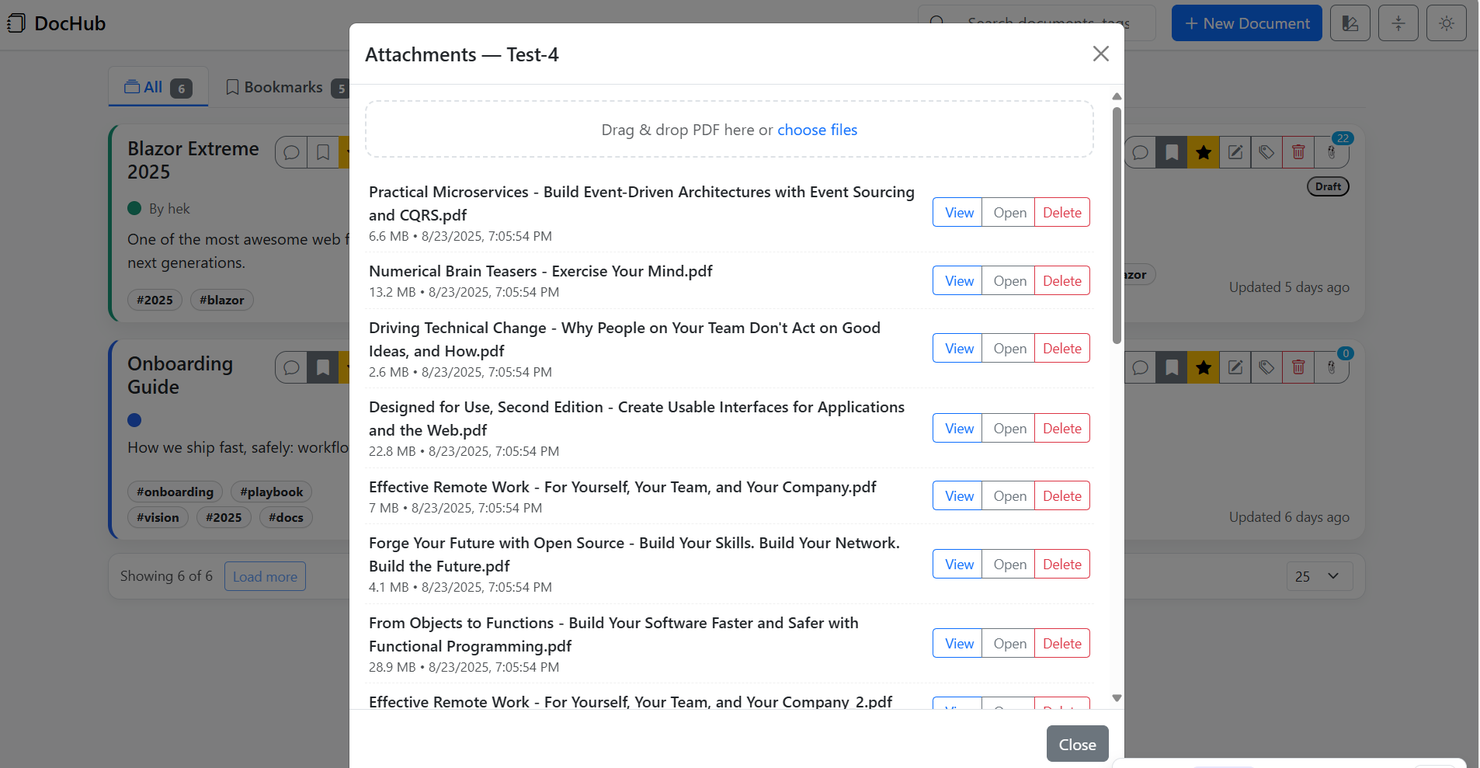 DocHub
Search documents, tags
+ New Document
Attachments — Test-4
All 6
Bookmarks 5
Drag & drop PDF here or choose files
Blazor Extreme
2025
By hek
One of the most awesome web f
next generations.
#2025 #blazor
Onboarding
Guide
How we ship fast, safely: workflo
#onboarding #playbook
#vision #2025 #docs
Showing 6 of 6 Load more
Practical Microservices - Build Event-Driven Architectures with Event Sourcing
and CQRS.pdf
6.6 MB • 8/23/2025, 7:05:54 PM
View Open Delete
Numerical Brain Teasers - Exercise Your Mind.pdf
13.2 MB • 8/23/2025, 7:05:54 PM
View Open Delete
Driving Technical Change - Why People on Your Team Don't Act on Good
Ideas, and How.pdf
2.6 MB • 8/23/2025, 7:05:54 PM
View Open Delete
Designed for Use, Second Edition - Create Usable Interfaces for Applications
and the Web.pdf
22.8 MB • 8/23/2025, 7:05:54 PM
View Open Delete
Effective Remote Work - For Yourself, Your Team, and Your Company.pdf
7 MB • 8/23/2025, 7:05:54 PM
View Open Delete
Forge Your Future with Open Source - Build Your Skills. Build Your Network.
Build the Future.pdf
4.1 MB • 8/23/2025, 7:05:54 PM
View Open Delete
From Objects to Functions - Build Your Software Faster and Safer with
Functional Programming.pdf
28.9 MB • 8/23/2025, 7:05:54 PM
View Open Delete
Effective Remote Work - For Yourself, Your Team, and Your Company_2.pdf
Close
22
Draft
azor
Updated 5 days ago
0
Updated 6 days ago
25